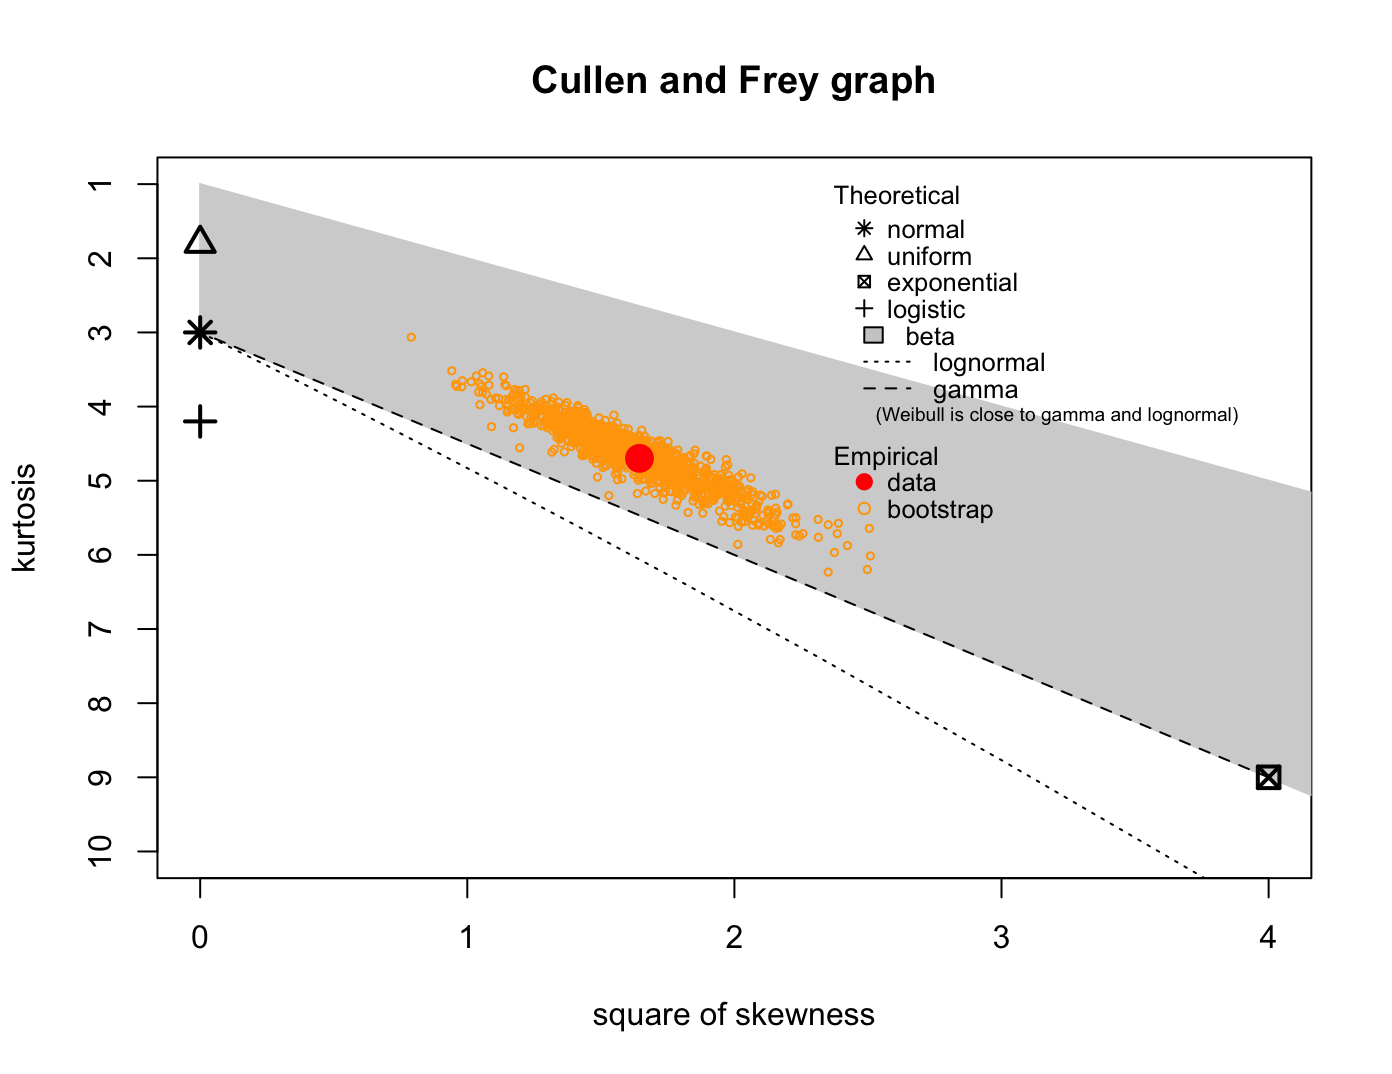 Cullen and Frey graph
Theoretical
normal
uniform
exponential
logistic
beta
lognormal
gamma
(Weibull is close to gamma and lognormal)
Empirical
data
bootstrap
kurtosis
1
2
3
4
5
6
7
8
9
10
0 1 2 3 4
square of skewness